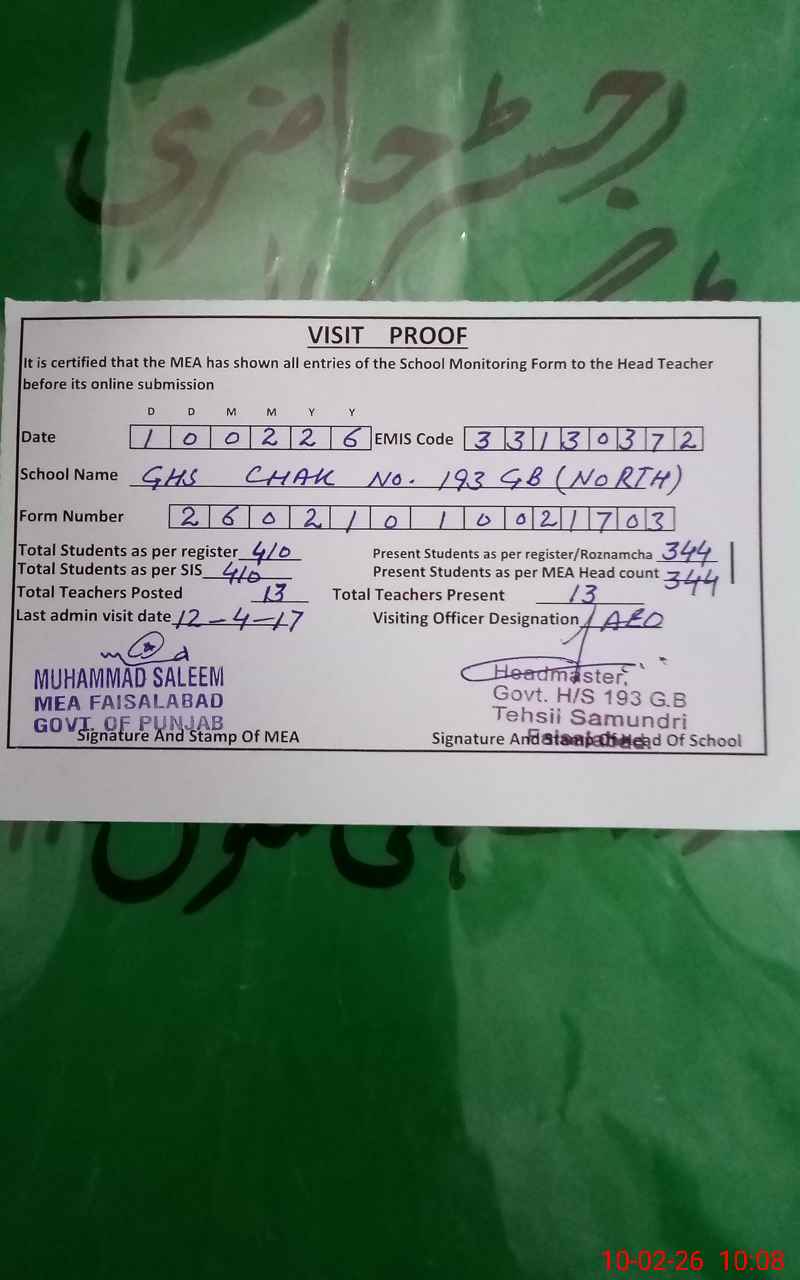 رجسٹر حاضری
VISIT PROOF
It is certified that the MEA has shown all entries of the School Monitoring Form to the Head Teacher
before its online submission
D D M M Y Y
Date 1 0 0 2 2 6 EMIS Code 3 3 1 3 0 3 7 2
School Name GHS CHAK No. 193 GB (NORTH)
Form Number 2 6 0 2 1 0 1 0 0 2 1 7 0 3
Total Students as per register 410 Present Students as per register/Roznamcha 344
Total Students as per SIS 410 Present Students as per MEA Head count 344
Total Teachers Posted 13 Total Teachers Present 13
Last admin visit date 12-4-17 Visiting Officer Designation AEO
MUHAMMAD SALEEM
MEA FAISALABAD
GOVT. OF PUNJAB
Signature And Stamp Of MEA
Headmaster,
Govt. H/S 193 G.B
Tehsil Samundri
Faisalabad.
Signature And Stamp Of Head Of School
10-02-26 10:08